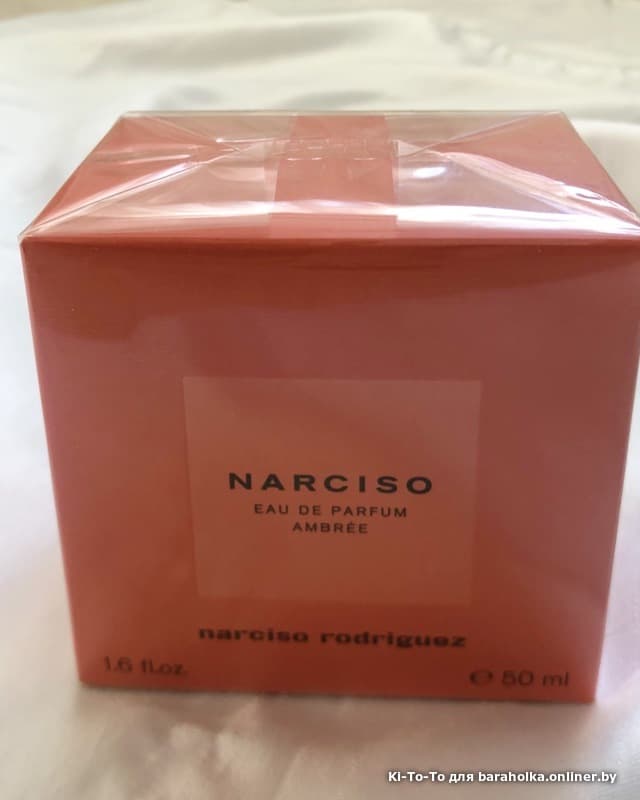 NARCISO
EAU DE PARFUM
AMBRÉE
narciso rodriguez
1.6 fl.oz.
℮ 50 ml
KI-To-To для baraholka.onliner.by